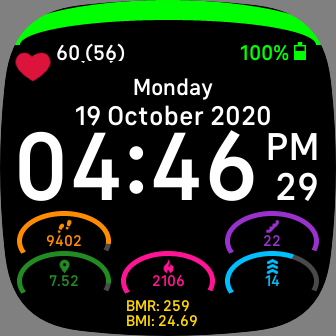 60 (56) 100%
Monday
19 October 2020
04:46 PM
29
9402 22
7.52 2106 14
BMR: 259
BMI: 24.69